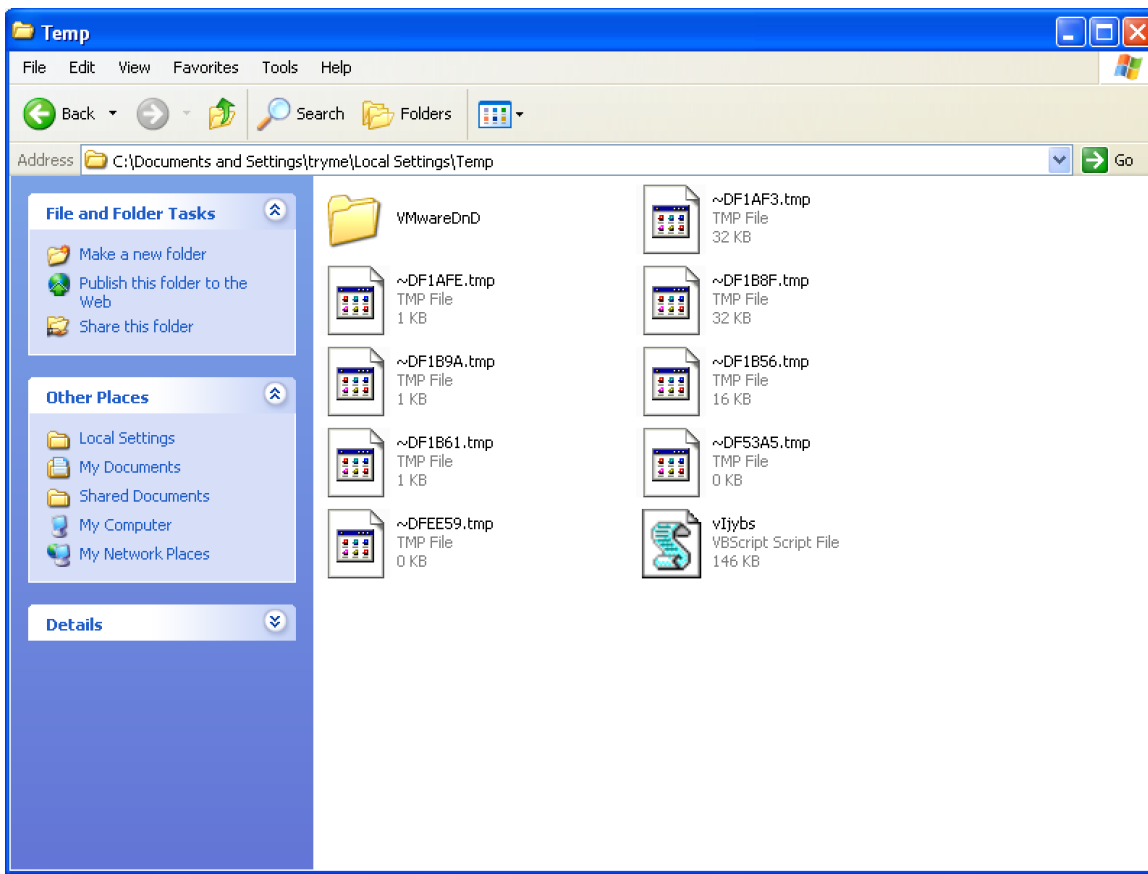 Temp
File Edit View Favorites Tools Help
Back Search Folders
Address C:\Documents and Settings\tryme\Local Settings\Temp Go
File and Folder Tasks
Make a new folder
Publish this folder to the
Web
Share this folder
Other Places
Local Settings
My Documents
Shared Documents
My Computer
My Network Places
Details
VMwareDnD
~DF1AF3.tmp
TMP File
32 KB
~DF1AFE.tmp
TMP File
1 KB
~DF1B8F.tmp
TMP File
32 KB
~DF1B9A.tmp
TMP File
1 KB
~DF1B56.tmp
TMP File
16 KB
~DF1B61.tmp
TMP File
1 KB
~DF53A5.tmp
TMP File
0 KB
~DFEE59.tmp
TMP File
0 KB
vIjybs
VBScript Script File
146 KB